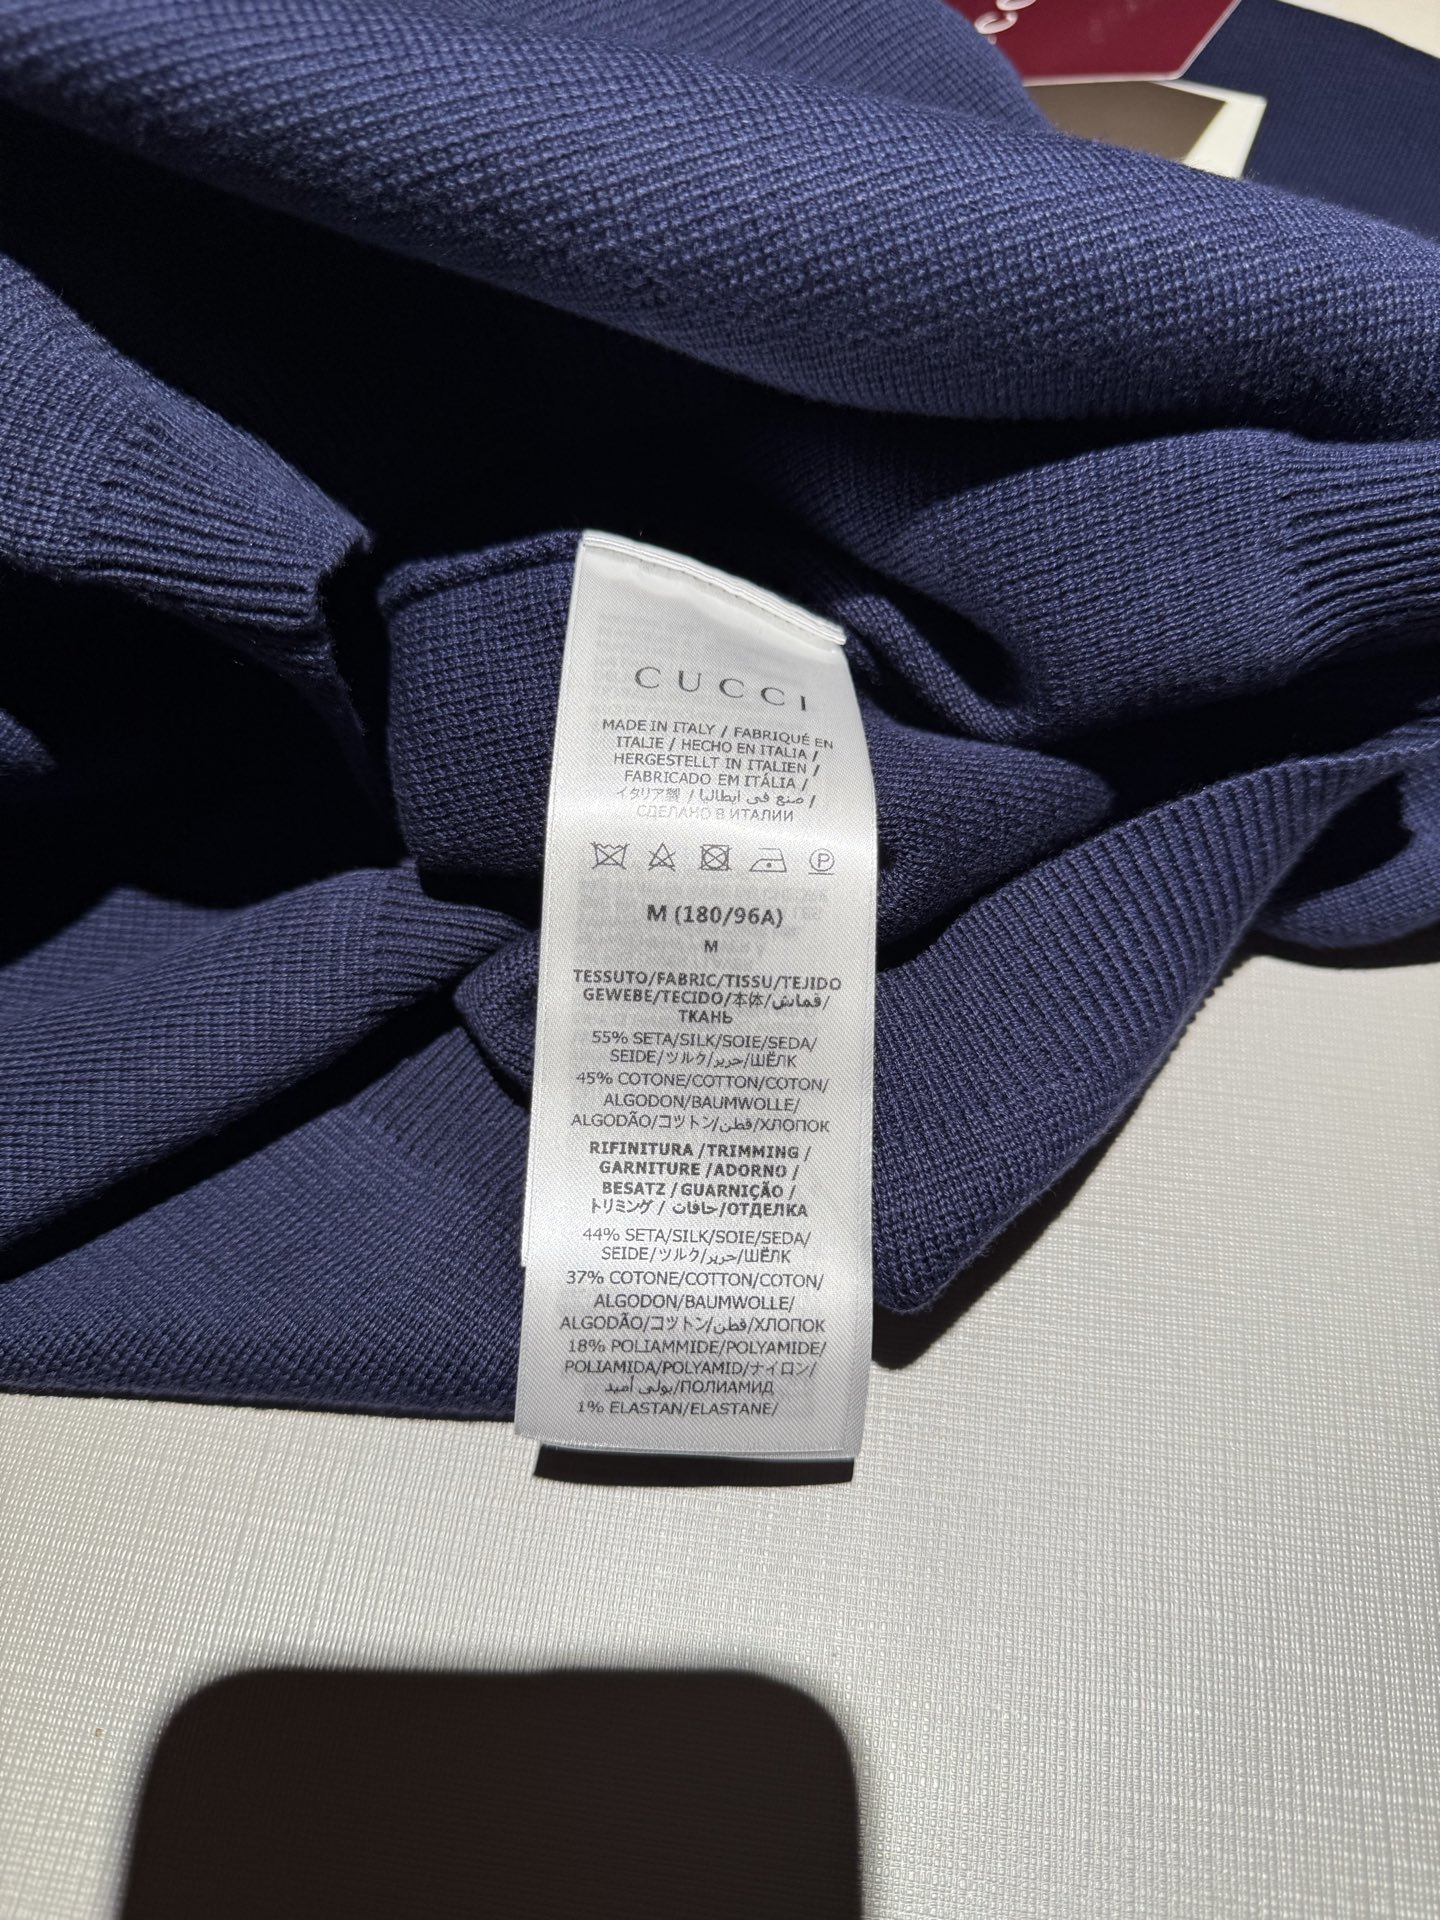 CO
CUCCI
MADE IN ITALY / FABRIQUÉ EN
ITALIE / HECHO EN ITALIA /
HERGESTELLT IN ITALIEN /
FABRICADO EM ITÁLIA /
イタリア製 / صنع في ايطاليا /
СДЕЛАНО В ИТАЛИИ
P
M (180/96A)
M
TESSUTO/FABRIC/TISSU/TEJIDO
GEWEBE/TECIDO/本体/قماش/
ТКАНЬ
55% SETA/SILK/SOIE/SEDA/
SEIDE/ツルク/حرير/ШЁЛК
45% COTONE/COTTON/COTON/
ALGODON/BAUMWOLLE/
ALGODÃO/コットン/قطن/ХЛОПОК
RIFINITURA /TRIMMING /
GARNITURE /ADORNO /
BESATZ /GUARNIÇÃO /
トリミング / حافات/ОТДЕЛКА
44% SETA/SILK/SOIE/SEDA/
SEIDE/ツルク/حرير/ШЁЛК
37% COTONE/COTTON/COTON/
ALGODON/BAUMWOLLE/
ALGODÃO/コットン/قطن/ХЛОПОК
18% POLIAMMIDE/POLYAMIDE/
POLIAMIDA/POLYAMID/ナイロン/
بولي أميد/ПОЛИАМИД
1% ELASTAN/ELASTANE/